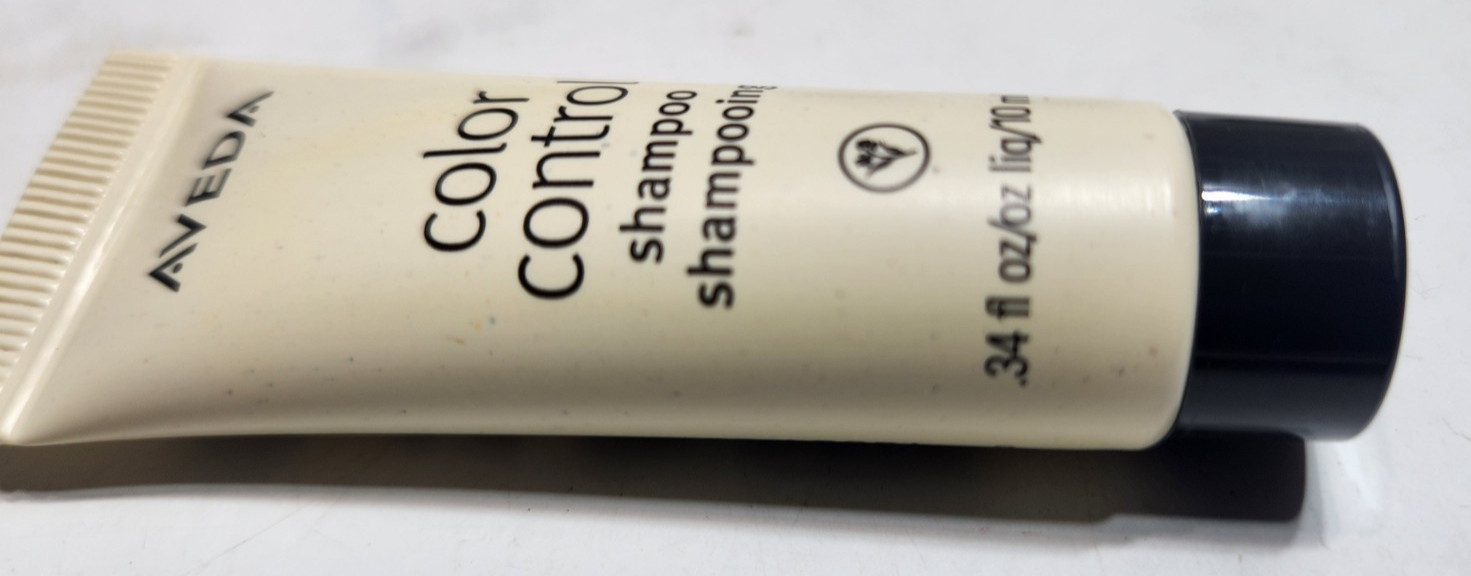 AVEDA
color
control
shampoo
shampooing
.34 fl oz/oz liq/10 m